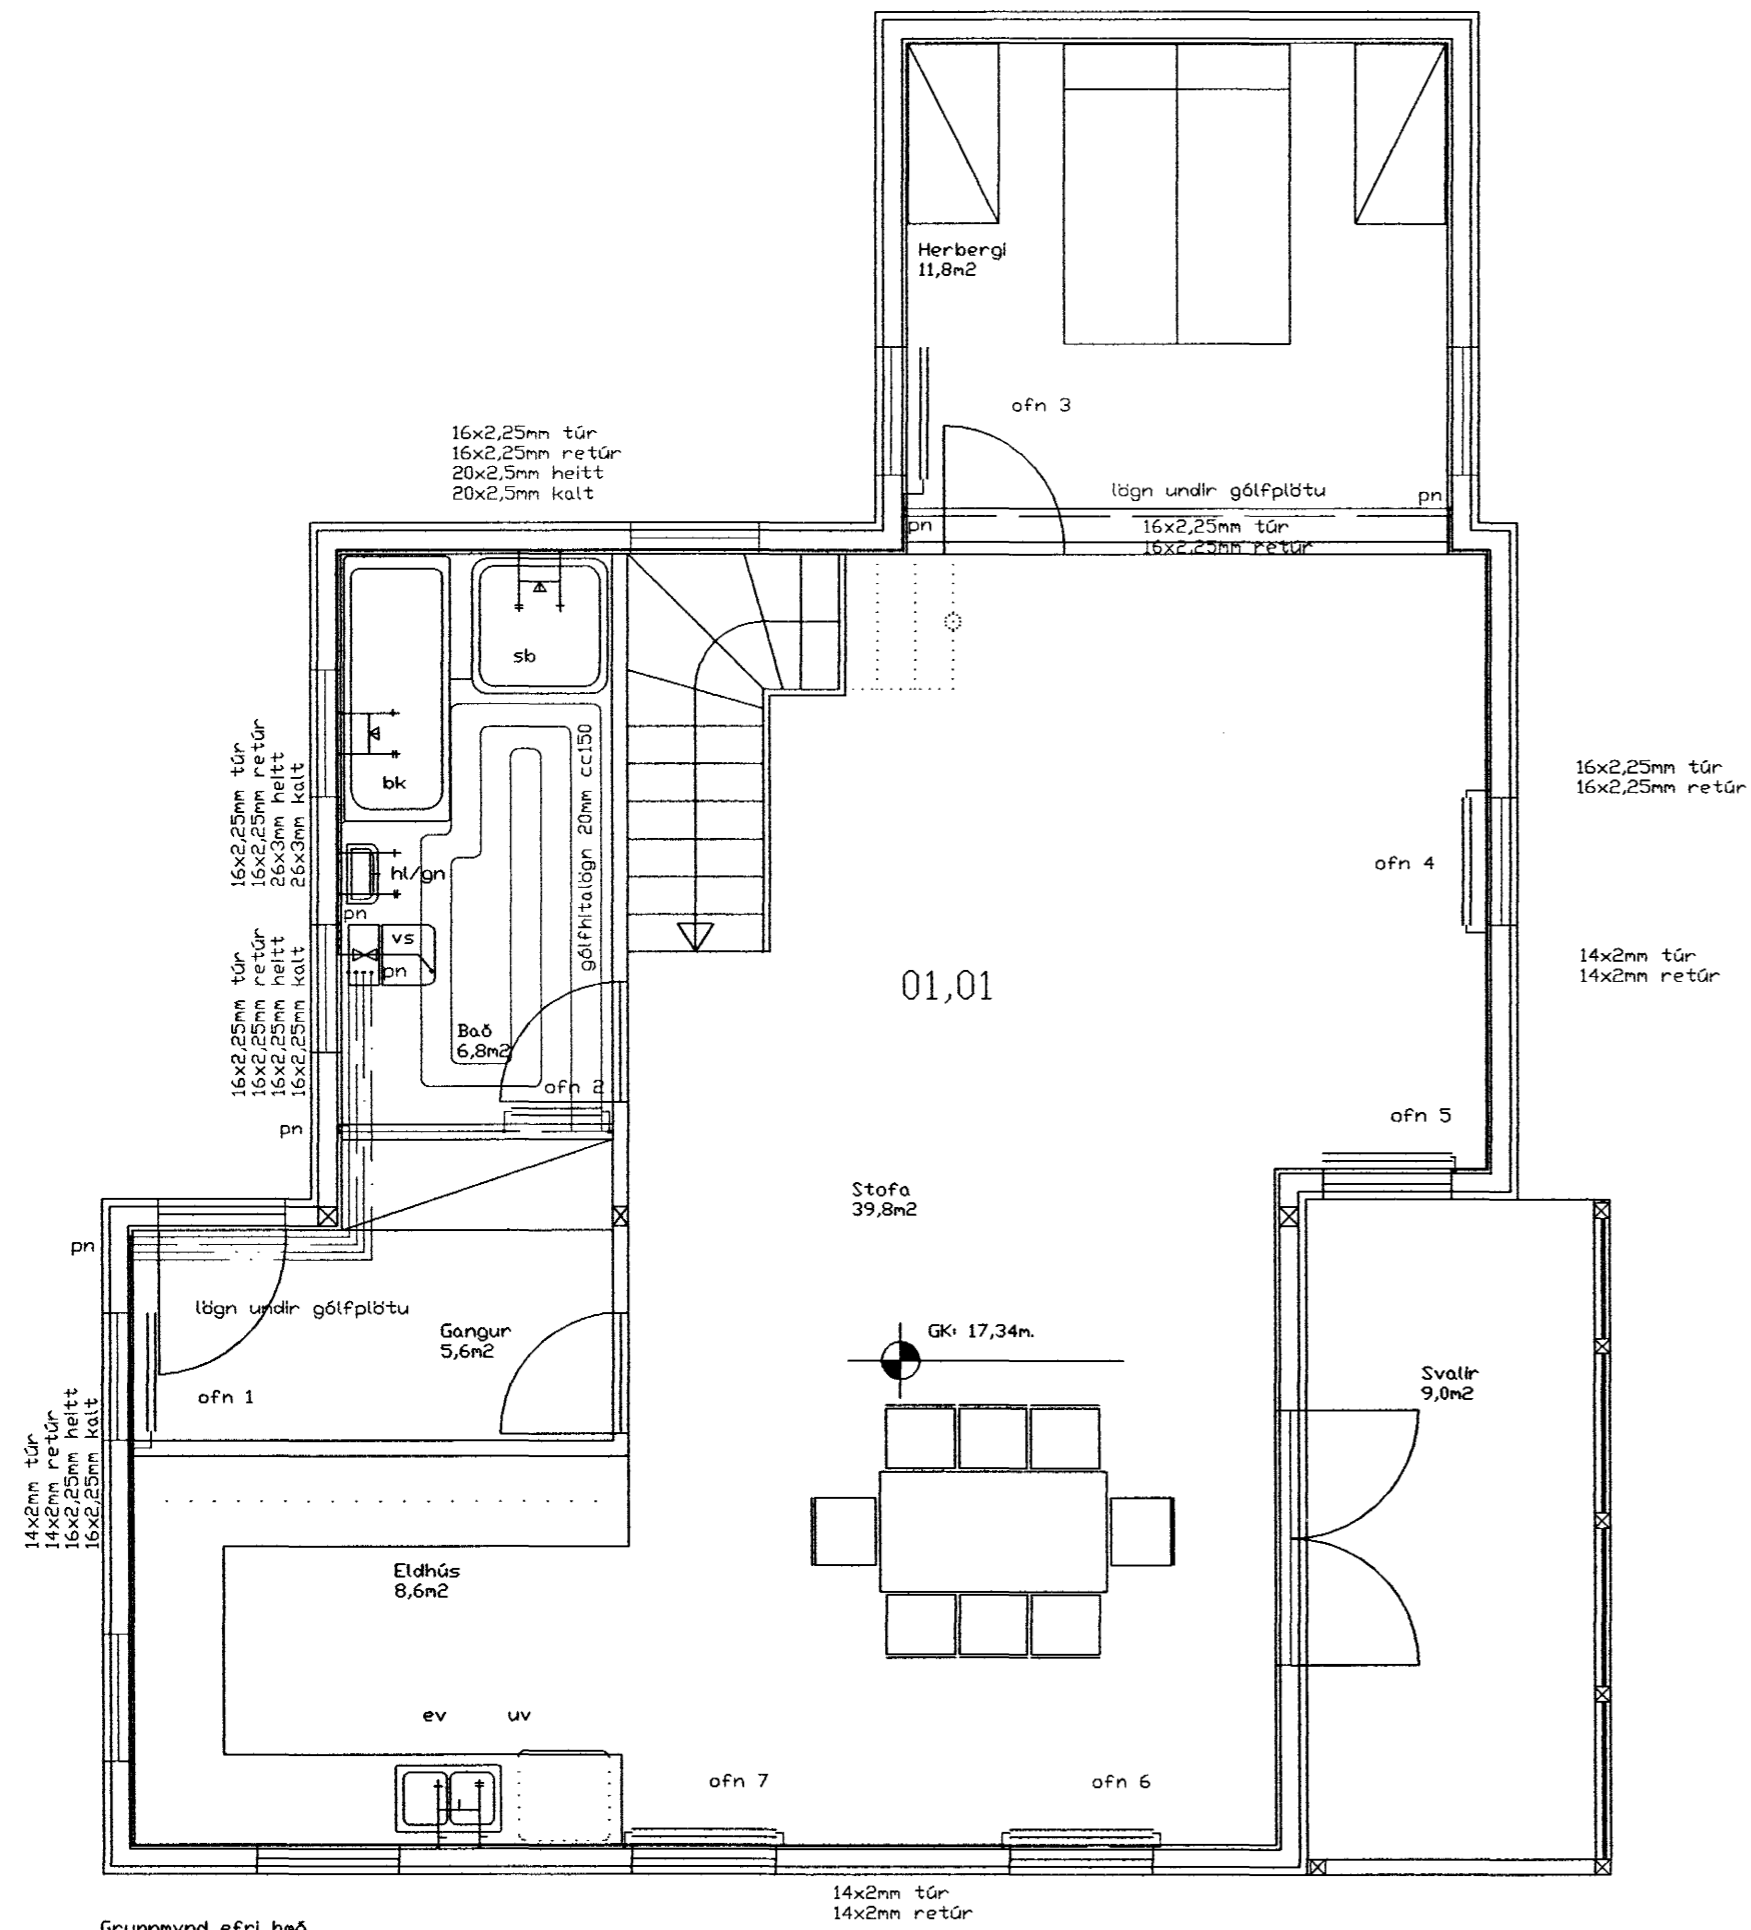 Herbergi
11,8m2
ofn 3
16x2,25mm túr
16x2,25mm retúr
20x2,5mm heitt
20x2,5mm kalt
lögn undir gólfplötu
pn
pn
16x2,25mm túr
16x2,25mm retúr
sb
bk
gólfhitalögn 20mm cc150
16x2,25mm túr
16x2,25mm retúr
26x3mm heitt
26x3mm kalt
16x2,25mm túr
16x2,25mm retúr
ofn 4
hl/gn
pn
vs
pn
16x2,25mm túr
16x2,25mm retúr
16x2,25mm heitt
16x2,25mm kalt
14x2mm túr
14x2mm retúr
01,01
Bað
6,8m2
ofn 2
pn
ofn 5
Stofa
39,8m2
pn
lögn undir gólfplötu
Gangur
5,6m2
GK: 17,34m.
Svalir
9,0m2
ofn 1
14x2mm túr
14x2mm retúr
16x2,25mm heitt
16x2,25mm kalt
Eldhús
8,6m2
ev
uv
ofn 7
ofn 6
14x2mm túr
14x2mm retúr
Grunnmynd efri